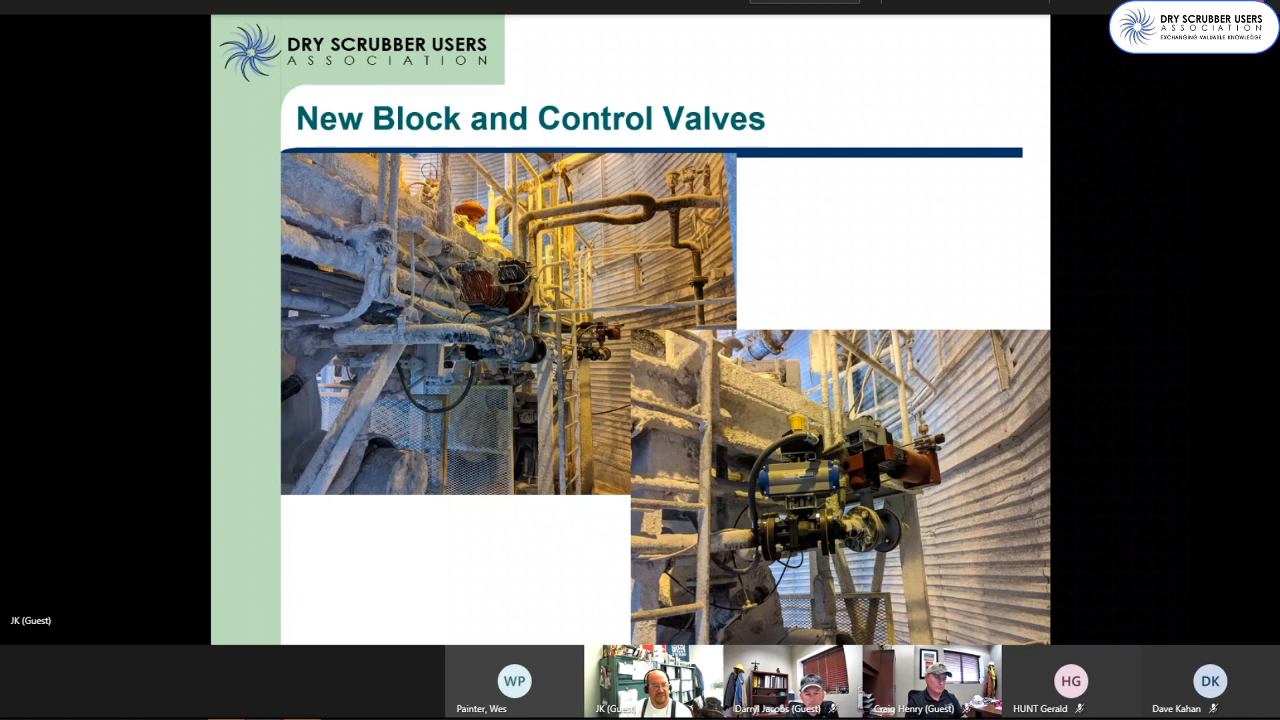 DRY SCRUBBER USERS
ASSOCIATION
DRY SCRUBBER USERS
ASSOCIATION
EXCHANGING VALUABLE KNOWLEDGE
New Block and Control Valves
JK (Guest)
WP
Painter, Wes
JK (Guest)
Darryl Jacobs (Guest)
Craig Henry (Guest)
HG
HUNT Gerald
DK
Dave Kahan